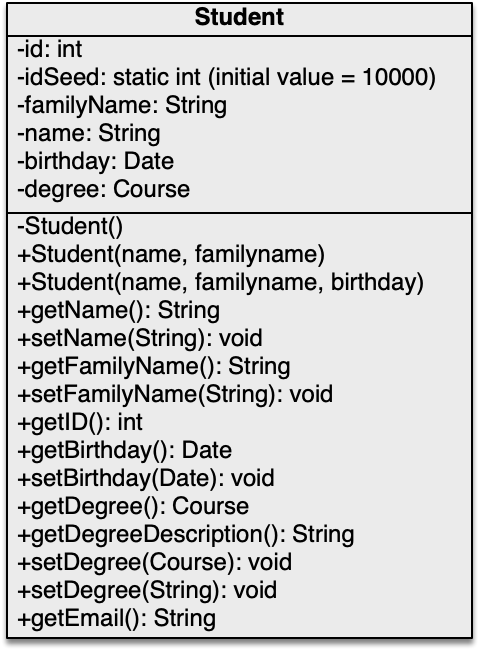 Student
-id: int
-idSeed: static int (initial value = 10000)
-familyName: String
-name: String
-birthday: Date
-degree: Course
-Student()
+Student(name, familyname)
+Student(name, familyname, birthday)
+getName(): String
+setName(String): void
+getFamilyName(): String
+setFamilyName(String): void
+getID(): int
+getBirthday(): Date
+setBirthday(Date): void
+getDegree(): Course
+getDegreeDescription(): String
+setDegree(Course): void
+setDegree(String): void
+getEmail(): String